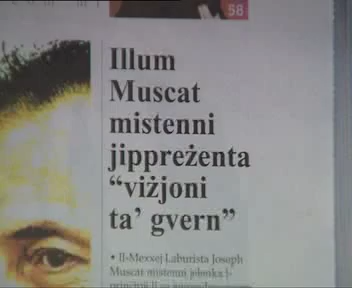 58
Illum
Muscat
mistenni
jippreżenta
“viżjoni
ta’ gvern”
• Il-Mexxej Laburista Joseph
Muscat mistenni jelenka l-